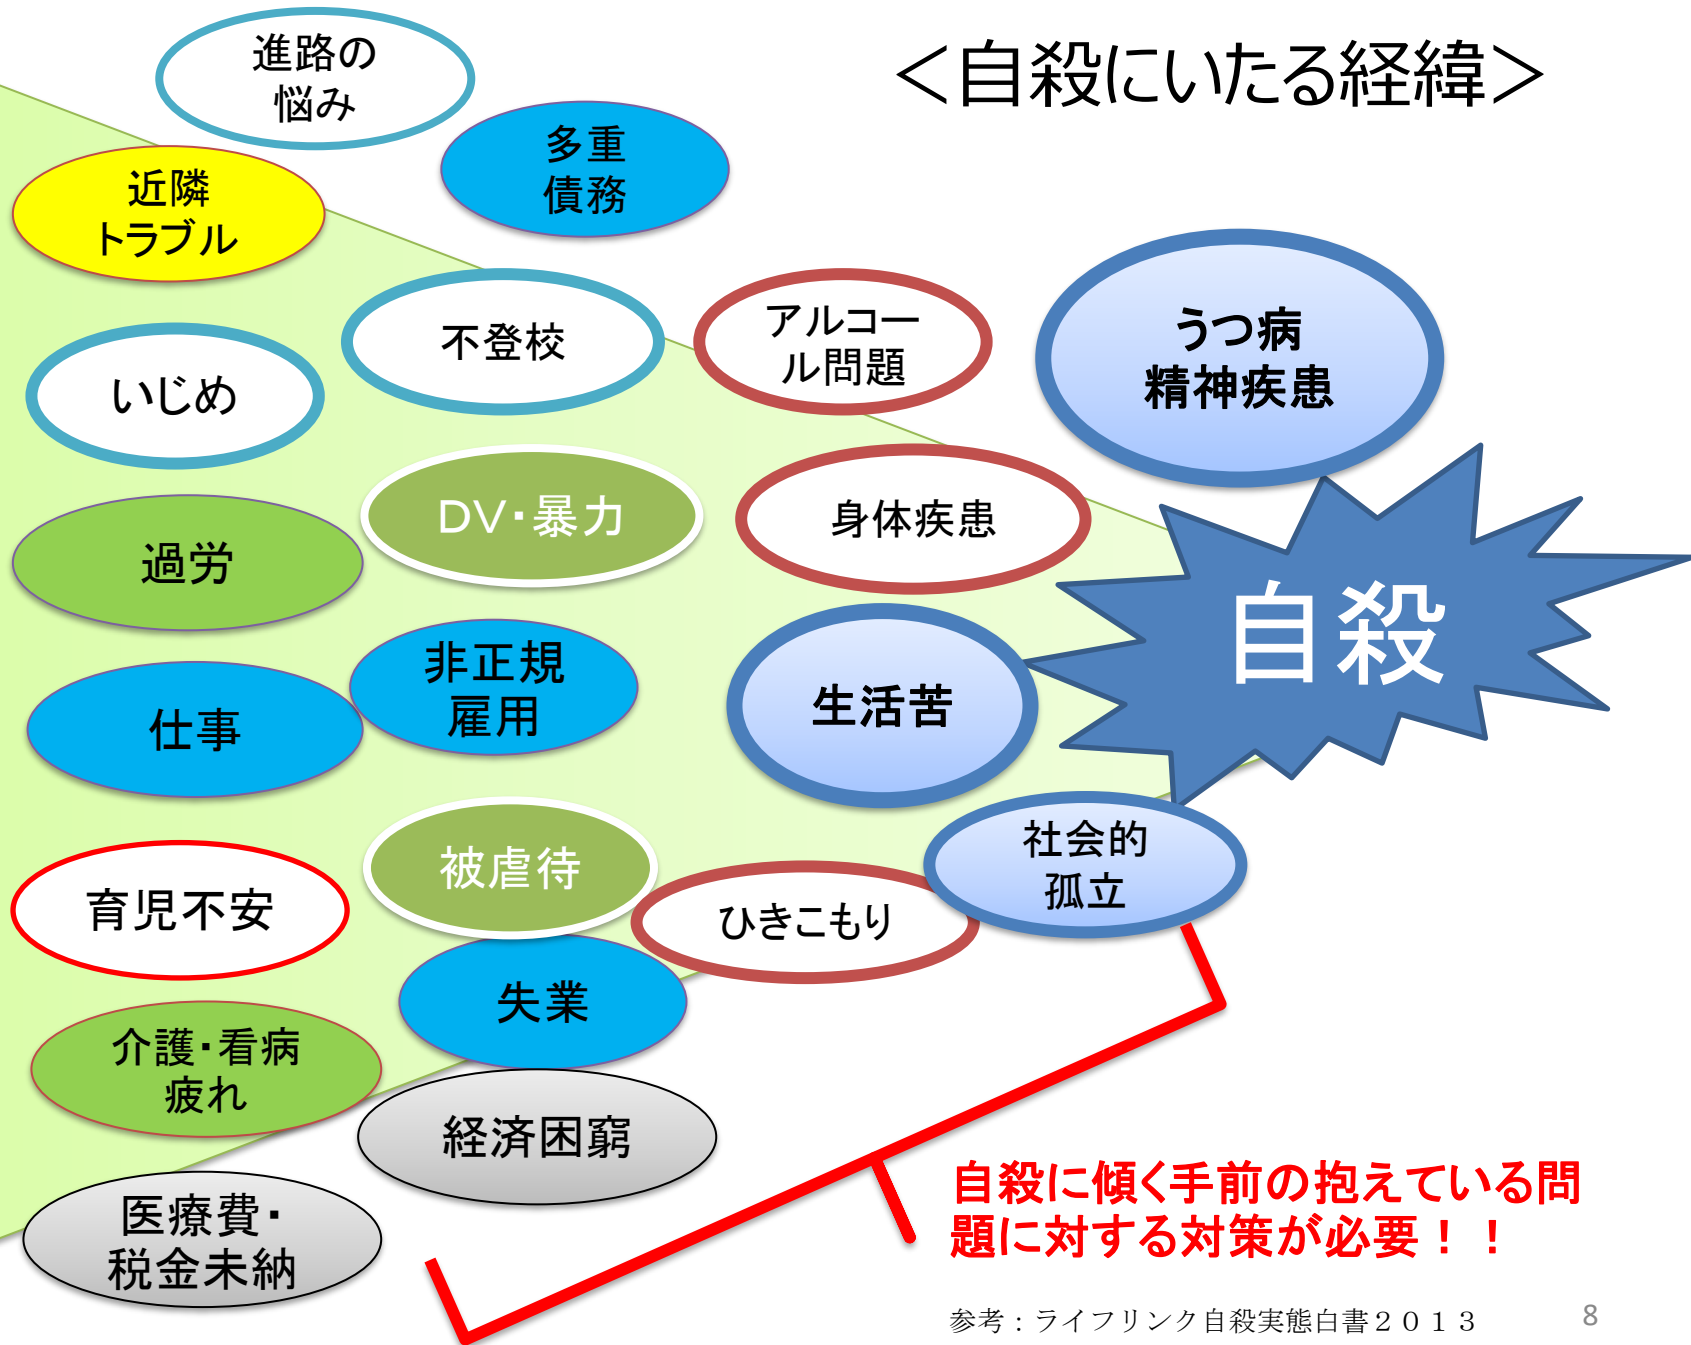 ＜自殺にいたる経緯＞
進路の
悩み
多重
債務
近隣
トラブル
不登校
アルコー
ル問題
うつ病
精神疾患
いじめ
DV・暴力
身体疾患
過労
自殺
非正規
雇用
生活苦
仕事
被虐待
社会的
孤立
育児不安
ひきこもり
失業
介護・看病
疲れ
経済困窮
医療費・
税金未納
自殺に傾く手前の抱えている問
題に対する対策が必要！！
参考：ライフリンク自殺実態白書２０１３
8